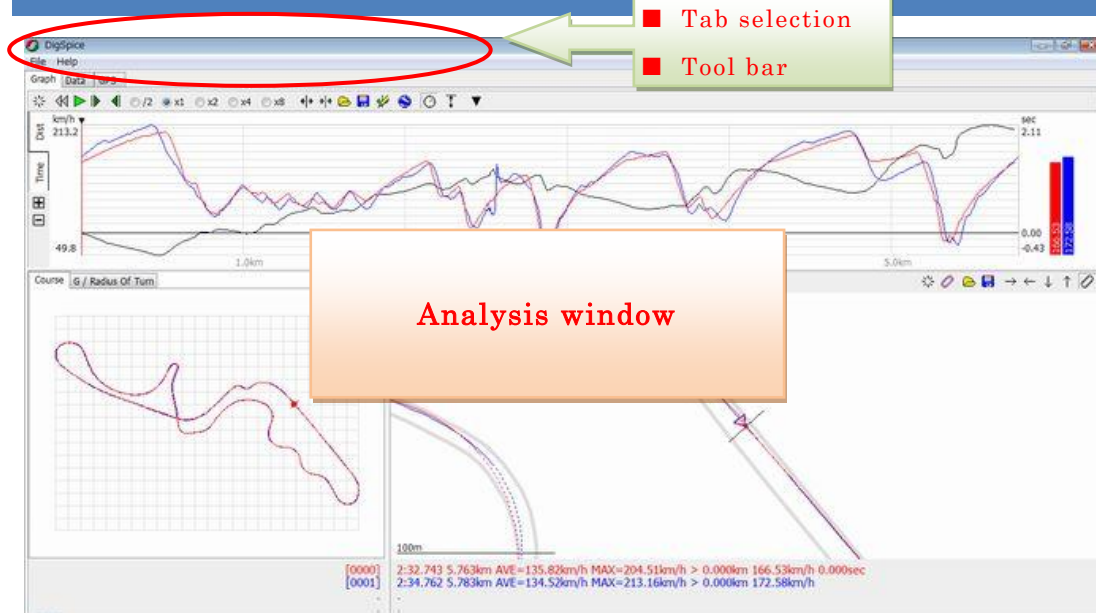 ■ Tab selection
■ Tool bar
DigSpice
File Help
Graph Data GPS
/2 x1 x2 x4 x8
km/h
213.2
sec
2.11
Dist
Time
0.00
-0.43
49.8
166.53
172.58
1.0km
5.0km
Course G / Radius Of Turn
Analysis window
100m
[0000] 2:32.743 5.763km AVE=135.82km/h MAX=204.51km/h > 0.000km 166.53km/h 0.000sec
[0001] 2:34.762 5.783km AVE=134.52km/h MAX=213.16km/h > 0.000km 172.58km/h